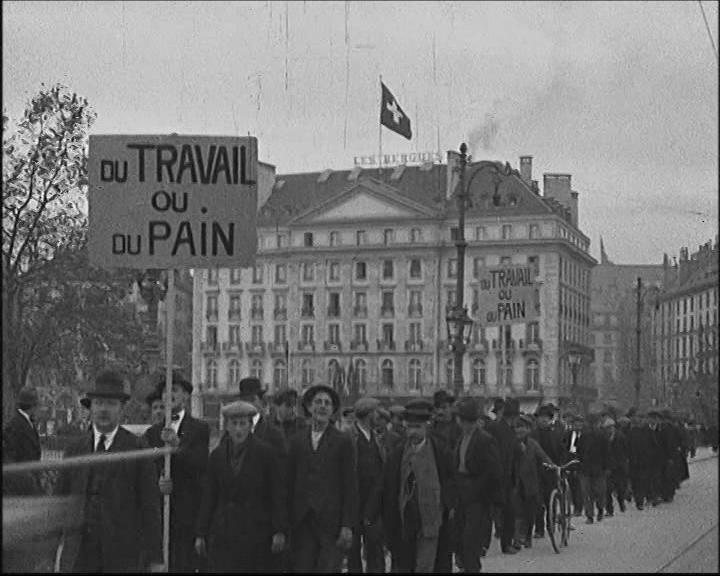 LES BERGUES
DU TRAVAIL
OU
DU PAIN
DU TRAVAIL
OU
DU PAIN